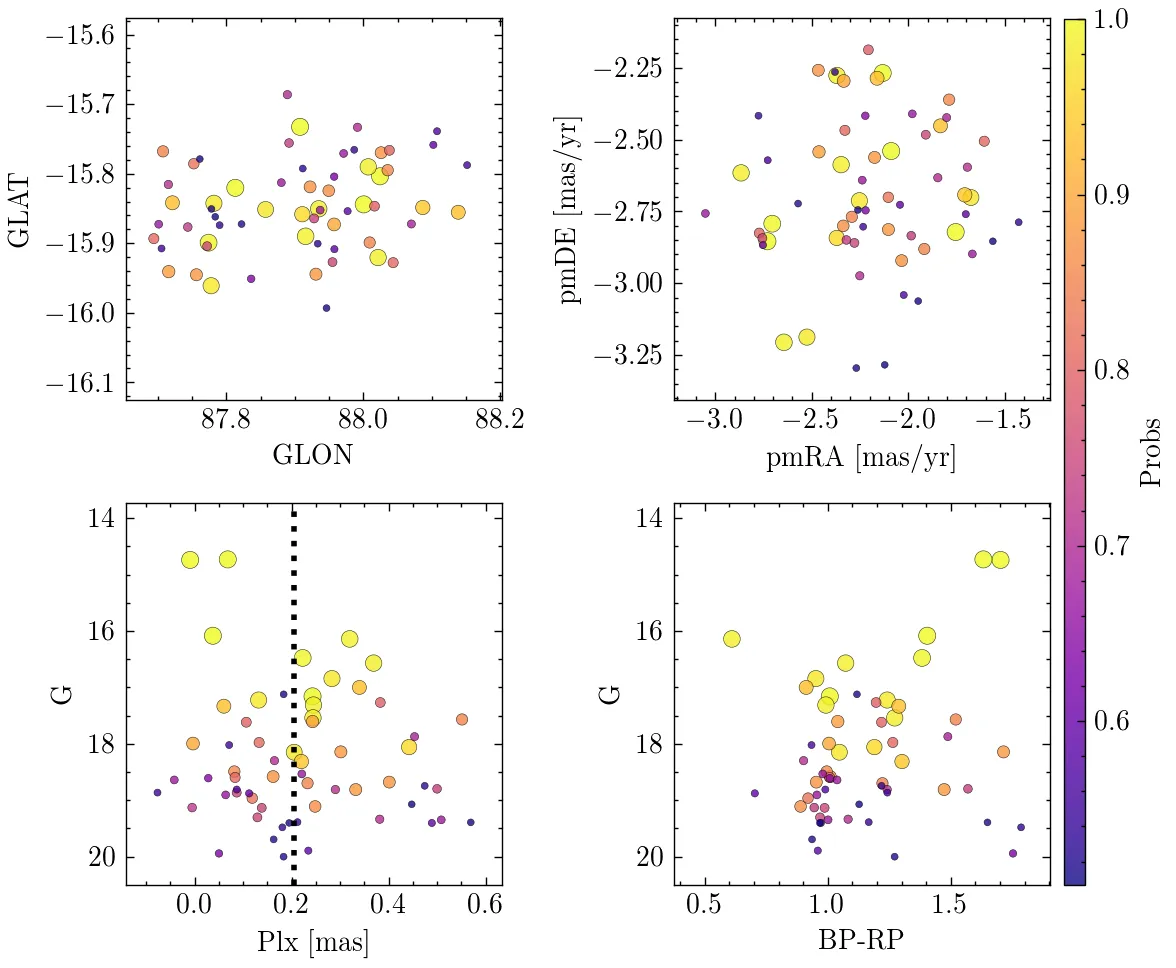 −15.6
−15.7
−15.8
−15.9
−16.0
−16.1
GLAT
87.8 88.0 88.2
GLON
−2.25
−2.50
−2.75
−3.00
−3.25
pmDE [mas/yr]
−3.0 −2.5 −2.0 −1.5
pmRA [mas/yr]
14
16
18
20
G
0.0 0.2 0.4 0.6
Plx [mas]
G
14
16
18
20
0.5 1.0 1.5
BP-RP
1.0
0.9
0.8
0.7
0.6
Probs